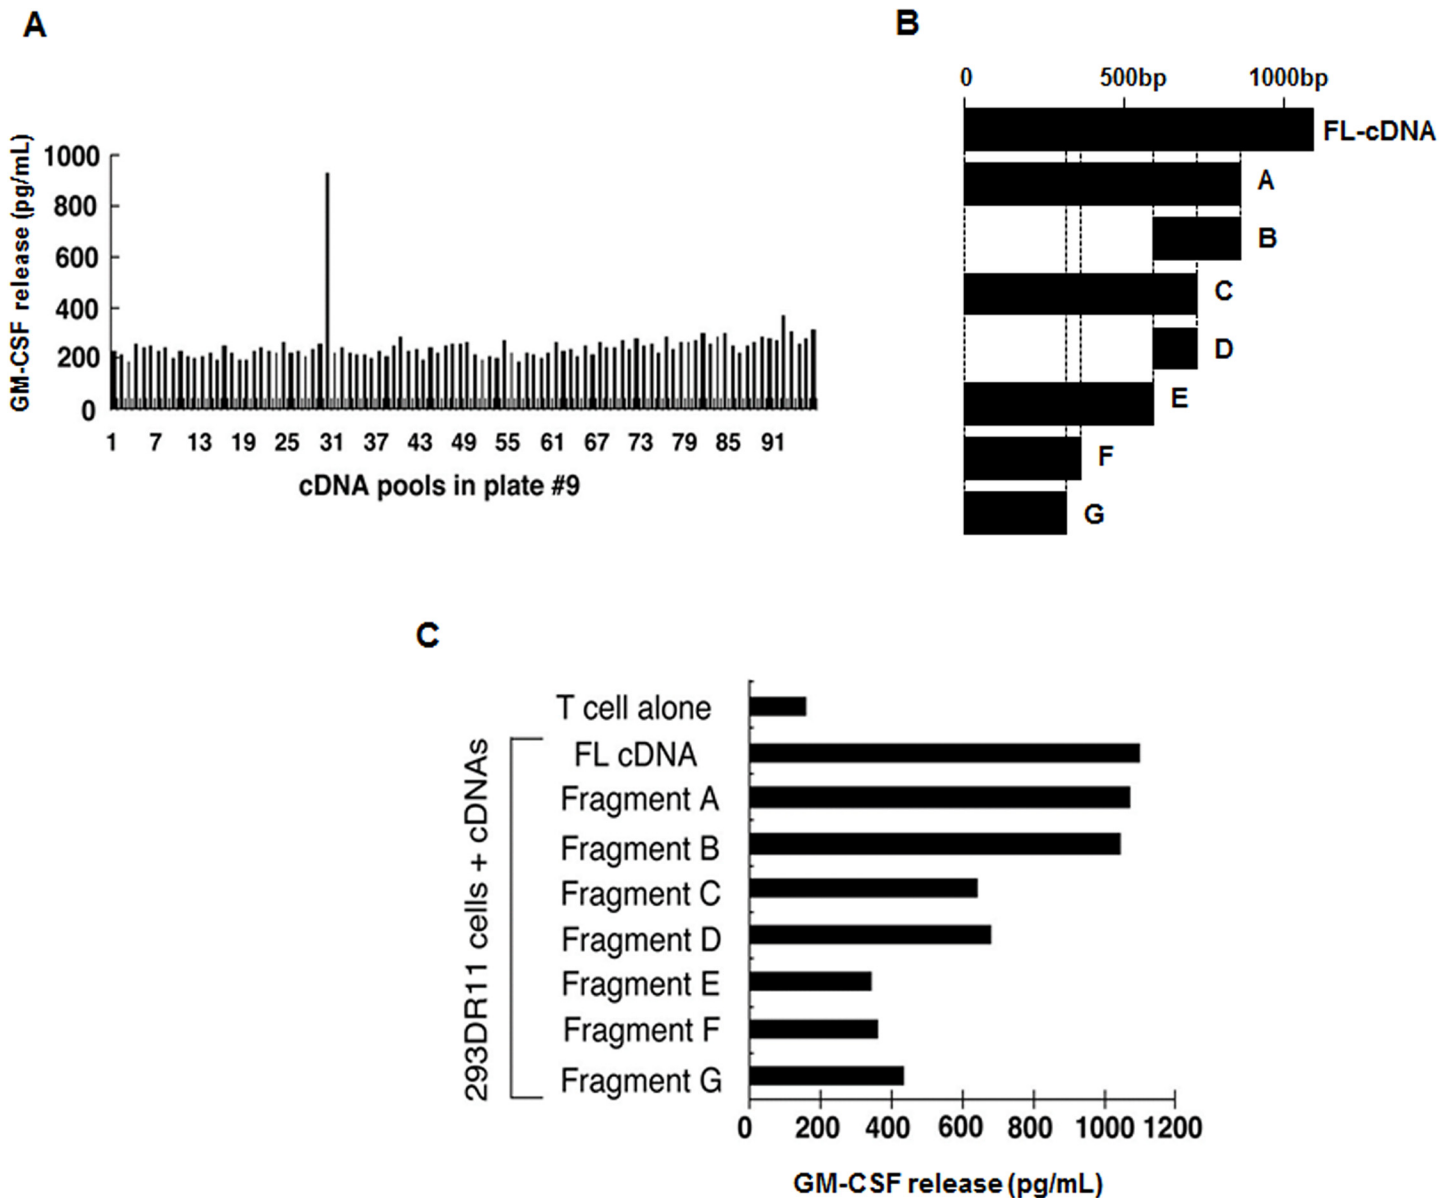 A
GM-CSF release (pg/mL)
1000
800
600
400
200
0
1 7 13 19 25 31 37 43 49 55 61 67 73 79 85 91
cDNA pools in plate #9
B
0 500bp 1000bp
FL-cDNA
A
B
C
D
E
F
G
C
293DR11 cells + cDNAs
T cell alone
FL cDNA
Fragment A
Fragment B
Fragment C
Fragment D
Fragment E
Fragment F
Fragment G
0 200 400 600 800 1000 1200
GM-CSF release (pg/mL)